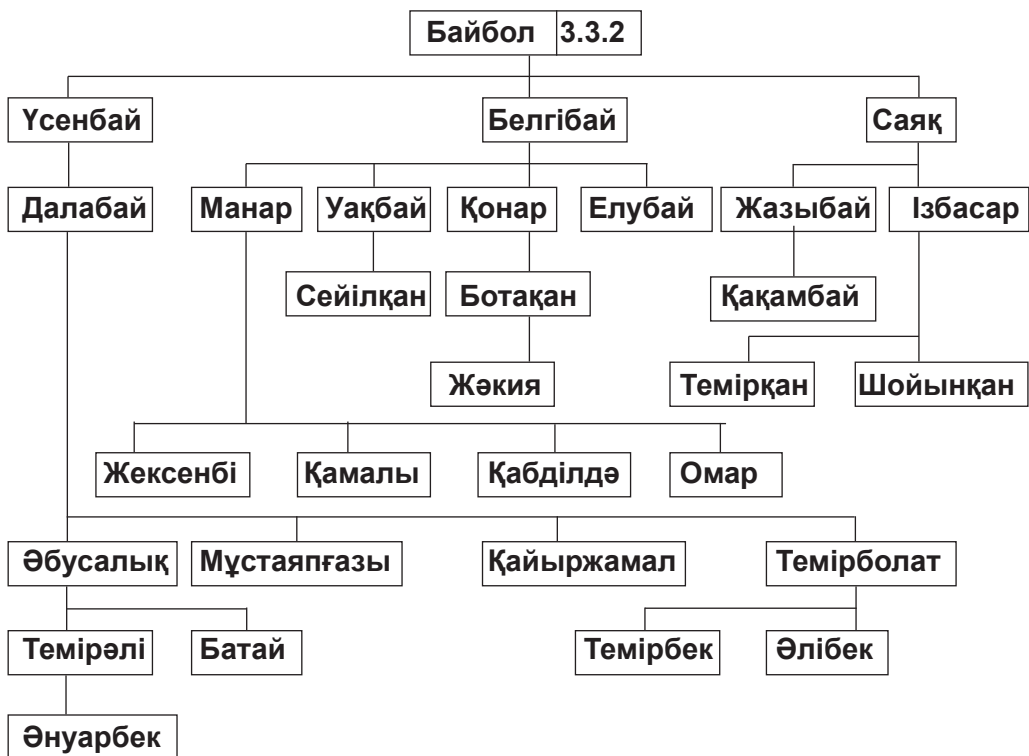 Байбол 3.3.2
Үсенбай Белгібай Саяқ
Далабай Манар Уақбай Қонар Елубай Жазыбай Ізбасар
Сейілқан Ботақан Қақамбай
Жәкия Темірқан Шойынқан
Жексенбі Қамалы Қабділдә Омар
Әбусалық Мұстаяпғазы Қайыржамал Темірболат
Темірәлі Батай Темірбек Әлібек
Әнуарбек